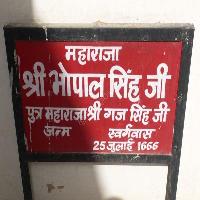 महाराजा
श्री भोपाल सिंह जी
पुत्र महाराजा श्री गज सिंह जी
जन्म स्वर्गवास
25 जुलाई 1666